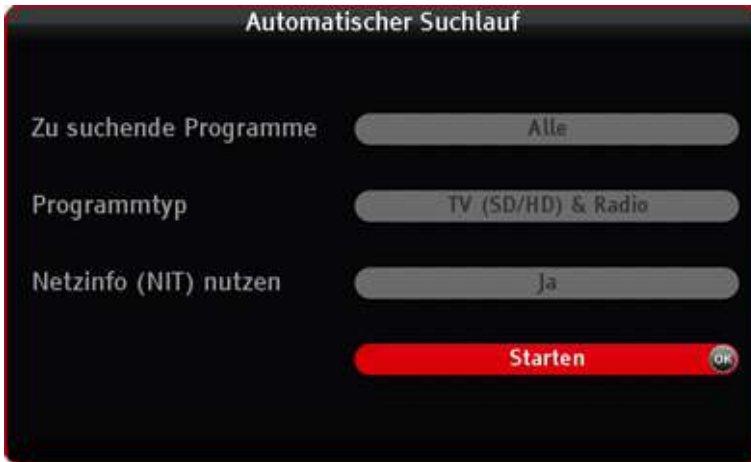 Automatischer Suchlauf
Zu suchende Programme Alle
Programmtyp TV (SD/HD) & Radio
Netzinfo (NIT) nutzen Ja
Starten OK